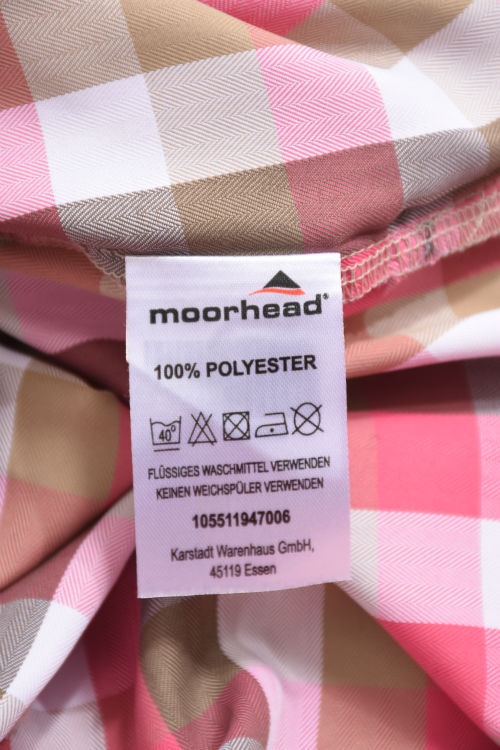 moorhead®
100% POLYESTER
40°
FLÜSSIGES WASCHMITTEL VERWENDEN
KEINEN WEICHSPÜLER VERWENDEN
105511947006
Karstadt Warenhaus GmbH,
45119 Essen